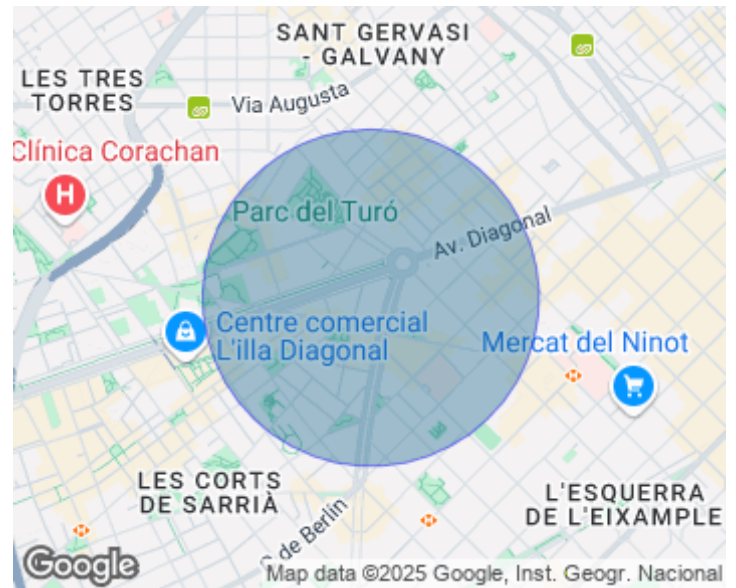 SANT GERVASI
- GALVANY
LES TRES
TORRES
Via Augusta
Clínica Corachan
H
Parc del Turó
Av. Diagonal
Centre comercial
L'illa Diagonal
Mercat del Ninot
LES CORTS
DE SARRIÀ
L'ESQUERRA
DE L'EIXAMPLE
de Berlín
Google
Map data ©2025 Google, Inst. Geogr. Nacional